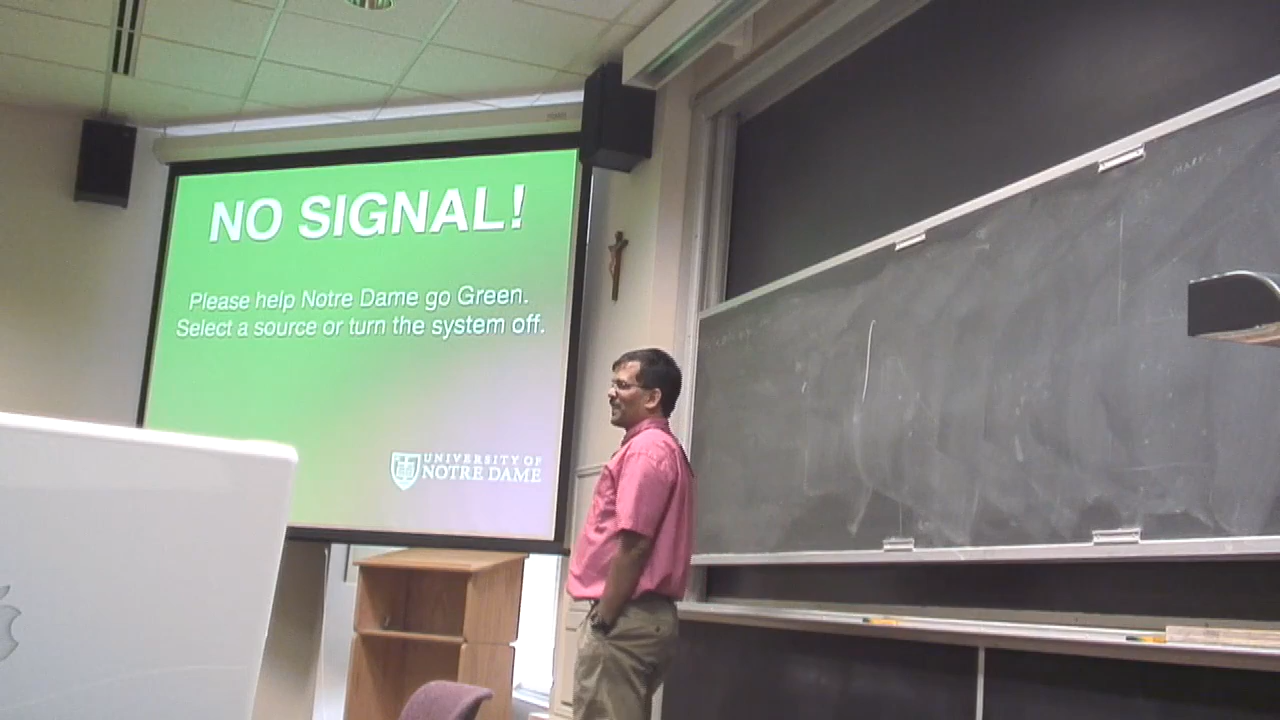 NO SIGNAL!
Please help Notre Dame go Green.
Select a source or turn the system off.
UNIVERSITY OF
NOTRE DAME